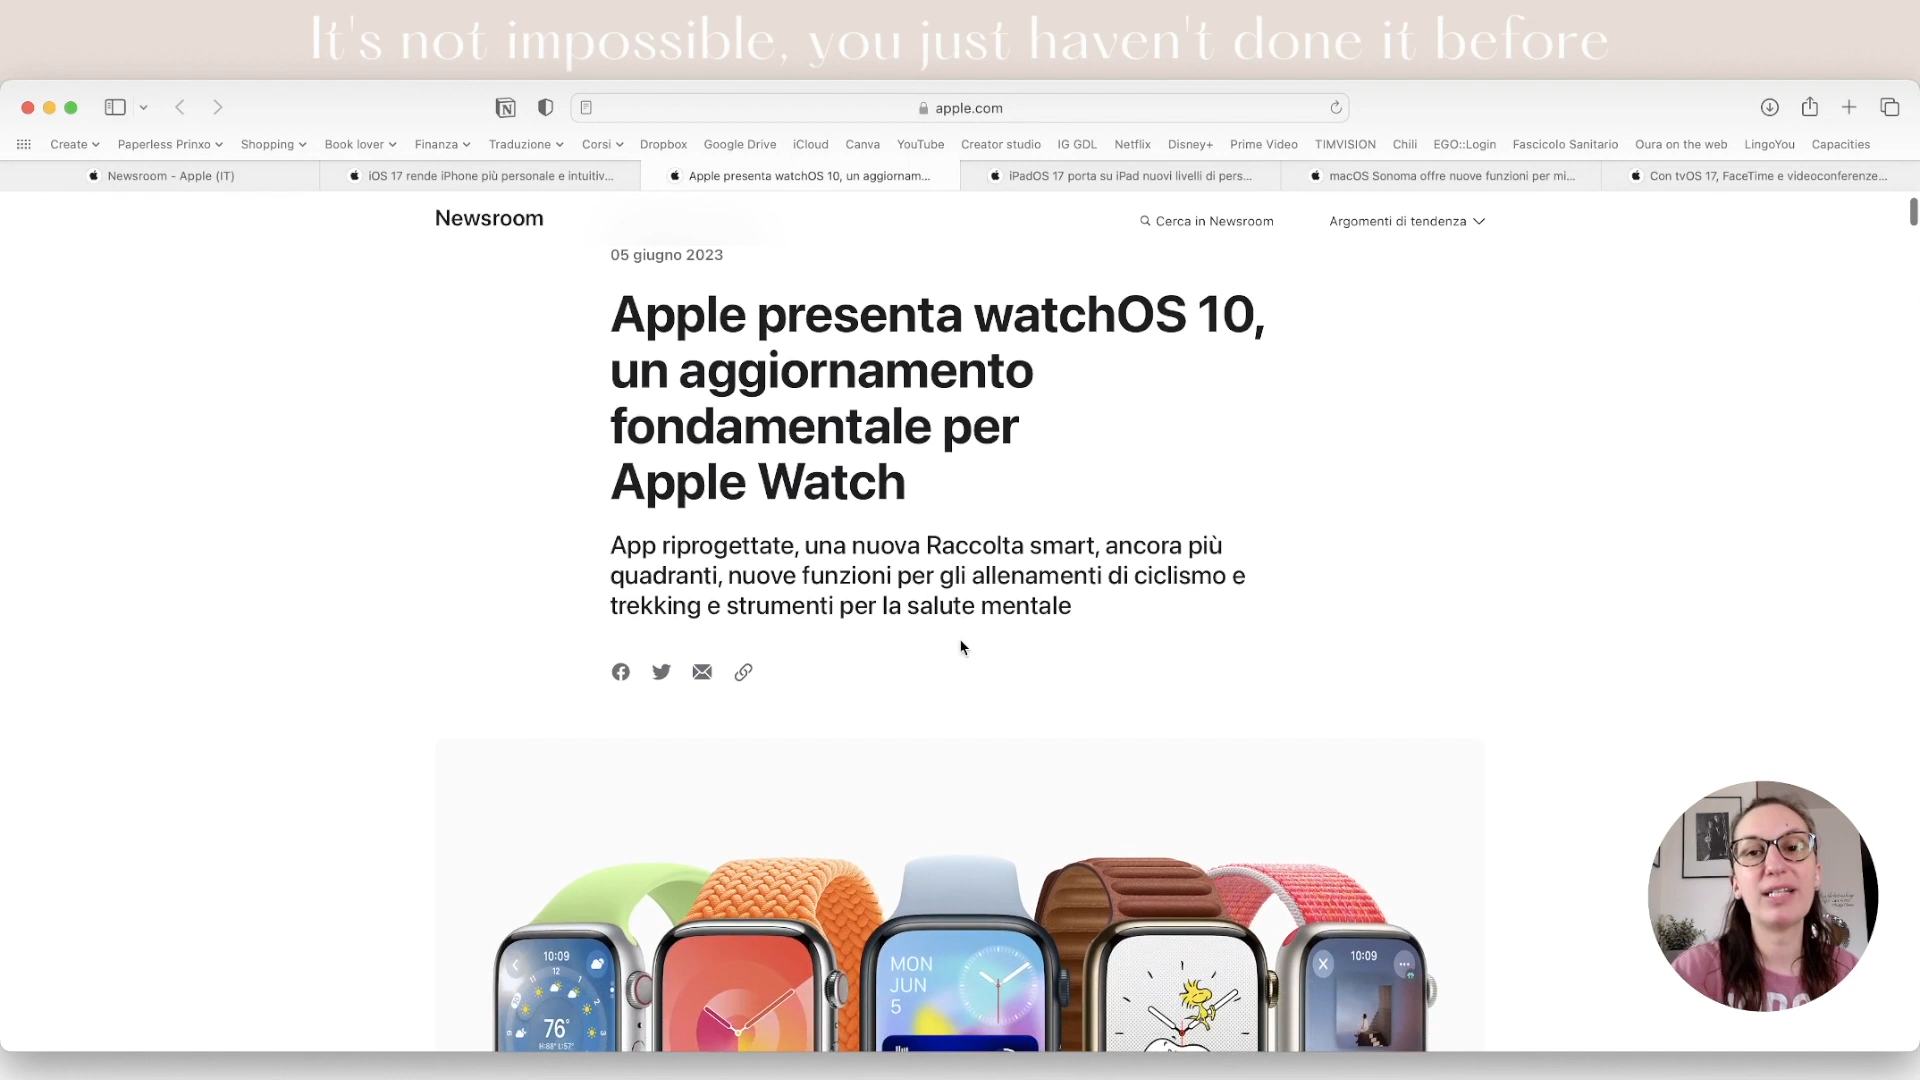 It's not impossible, you just haven't done it before
apple.com
Create
Paperless Prinxo
Shopping
Book lover
Finanza
Traduzione
Corsi
Dropbox
Google Drive
iCloud
Canva
YouTube
Creator studio
IG GDL
Netflix
Disney+
Prime Video
TIMVISION
Chili
EGO::Login
Fascicolo Sanitario
Oura on the web
LingoYou
Capacities
Newsroom - Apple (IT)
iOS 17 rende iPhone più personale e intuitiv...
Apple presenta watchOS 10, un aggiornam...
iPadOS 17 porta su iPad nuovi livelli di pers...
macOS Sonoma offre nuove funzioni per mi...
Con tvOS 17, FaceTime e videoconferenze...
Newsroom
Cerca in Newsroom
Argomenti di tendenza
05 giugno 2023
Apple presenta watchOS 10,
un aggiornamento
fondamentale per
Apple Watch
App riprogettate, una nuova Raccolta smart, ancora più
quadranti, nuove funzioni per gli allenamenti di ciclismo e
trekking e strumenti per la salute mentale
10:09
12
76°
H:88° L:57°
MON
JUN
5
10:09